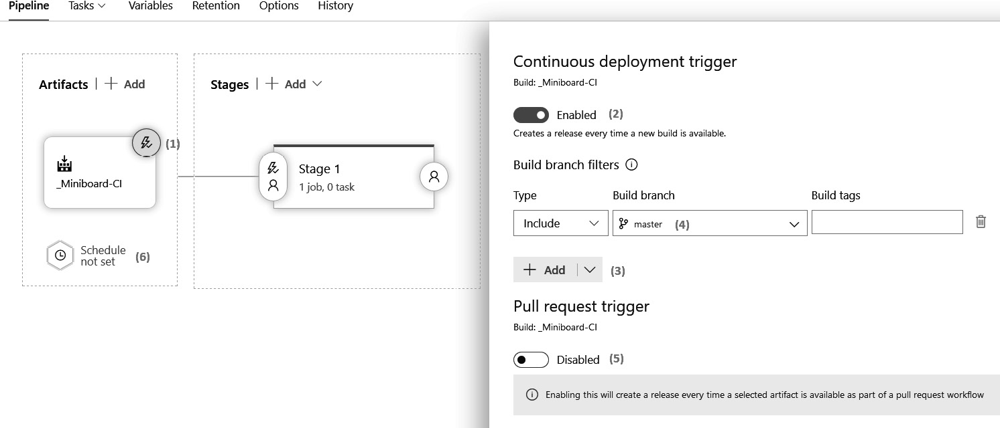 Pipeline Tasks Variables Retention Options History
Artifacts | + Add
Stages | + Add
(1)
_Miniboard-CI
Stage 1
1 job, 0 task
Schedule
not set (6)
Continuous deployment trigger
Build: _Miniboard-CI
Enabled (2)
Creates a release every time a new build is available.
Build branch filters
Type Build branch Build tags
Include master (4)
+ Add (3)
Pull request trigger
Build: _Miniboard-CI
Disabled (5)
Enabling this will create a release every time a selected artifact is available as part of a pull request workflow